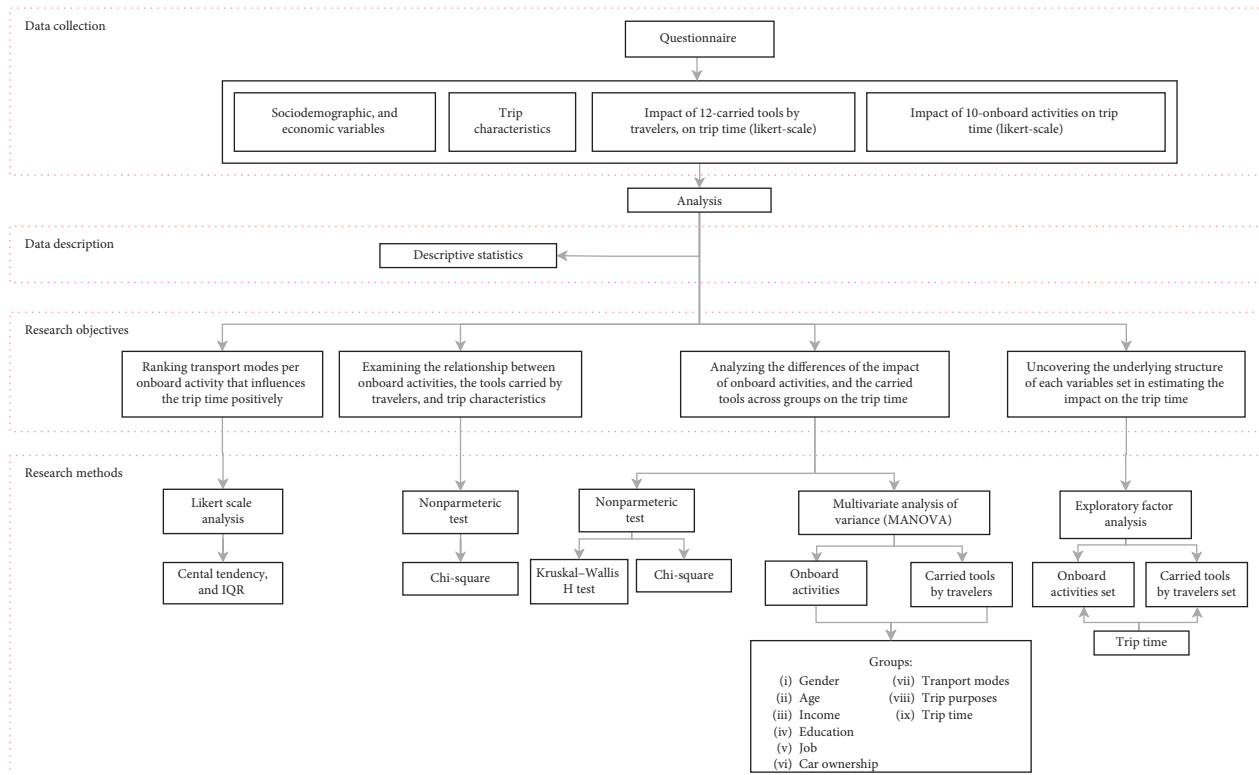 Data collection
Questionnaire
Sociodemographic, and
economic variables
Trip
characteristics
Impact of 12-carried tools by
travelers, on trip time (likert-scale)
Impact of 10-onboard activities on trip
time (likert-scale)
Analysis
Data description
Descriptive statistics
Research objectives
Ranking transport modes per
onboard activity that influences
the trip time positively
Examining the relationship between
onboard activities, the tools carried by
travelers, and trip characteristics
Analyzing the differences of the impact
of onboard activities, and the carried
tools across groups on the trip time
Uncovering the underlying structure
of each variables set in estimating the
impact on the trip time
Research methods
Likert scale
analysis
Nonparmeteric
test
Nonparmeteric
test
Multivariate analysis of
variance (MANOVA)
Exploratory factor
analysis
Cental tendency,
and IQR
Chi-square
Kruskal–Wallis
H test
Chi-square
Onboard
activities
Carried tools
by travelers
Onboard
activities set
Carried tools
by travelers set
Trip time
Groups:
(i) Gender
(ii) Age
(iii) Income
(iv) Education
(v) Job
(vi) Car ownership
(vii) Tranport modes
(viii) Trip purposes
(ix) Trip time